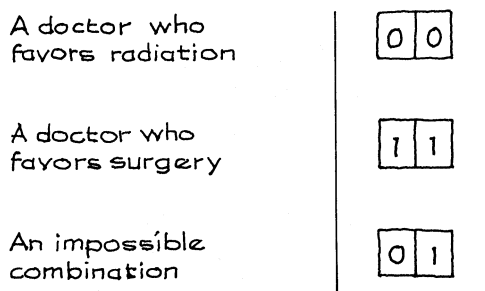 A doctor who
favors radiation
0 0
A doctor who
favors surgery
1 1
An impossible
combination
0 1